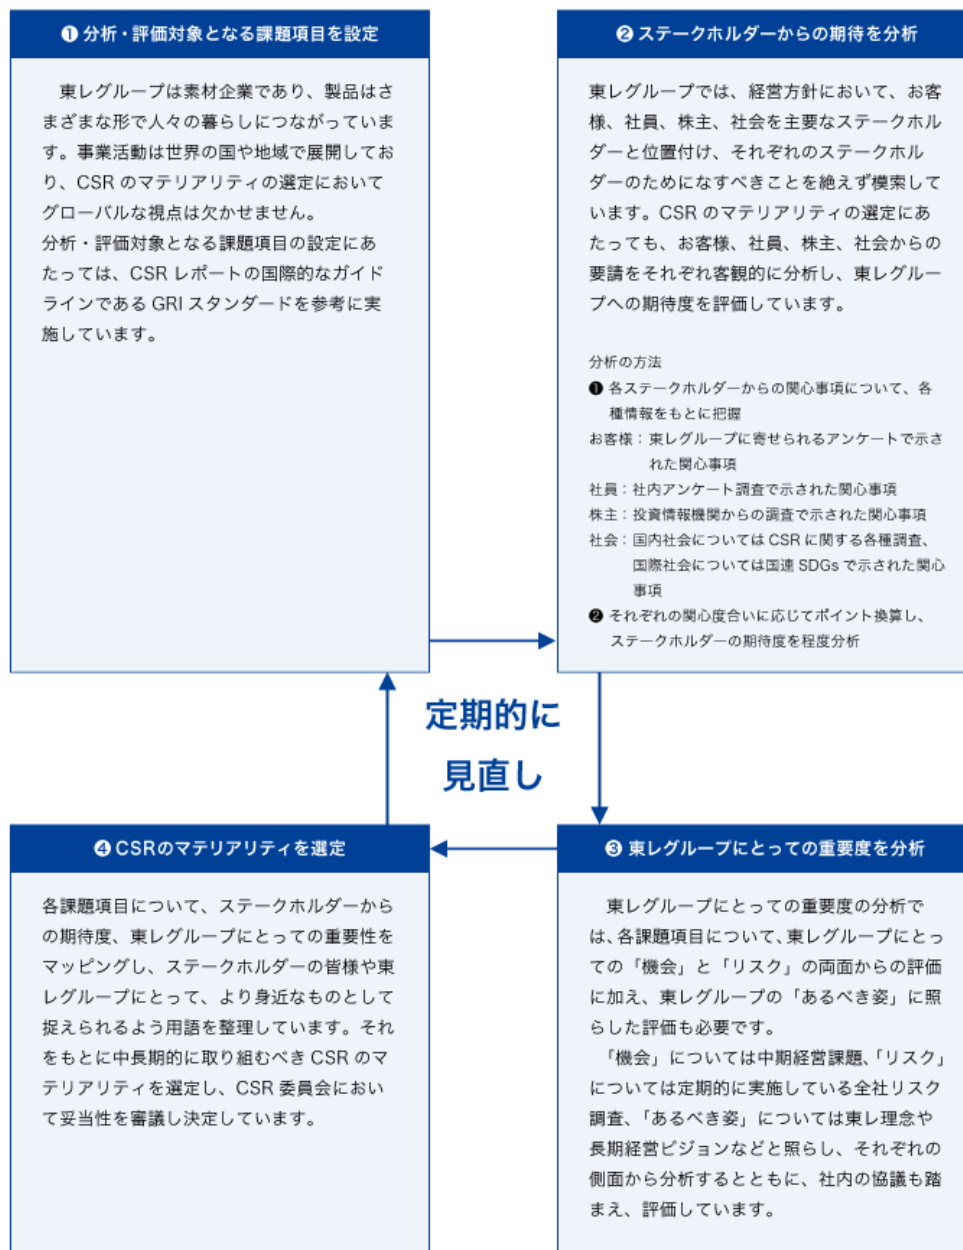 ❶ 分析・評価対象となる課題項目を設定
東レグループは素材企業であり、製品はさ
まざまな形で人々の暮らしにつながっていま
す。事業活動は世界の国や地域で展開してお
り、CSR のマテリアリティの選定において
グローバルな視点は欠かせません。
分析・評価対象となる課題項目の設定にあ
たっては、CSR レポートの国際的なガイド
ラインである GRI スタンダードを参考に実
施しています。
❷ ステークホルダーからの期待を分析
東レグループでは、経営方針において、お客
様、社員、株主、社会を主要なステークホル
ダーと位置付け、それぞれのステークホル
ダーのためになすべきことを絶えず模索して
います。CSR のマテリアリティの選定にあ
たっても、お客様、社員、株主、社会からの
要請をそれぞれ客観的に分析し、東レグルー
プへの期待度を評価しています。
分析の方法
❶ 各ステークホルダーからの関心事項について、各
種情報をもとに把握
お客様：東レグループに寄せられるアンケートで示さ
れた関心事項
社員：社内アンケート調査で示された関心事項
株主：投資情報機関からの調査で示された関心事項
社会：国内社会については CSR に関する各種調査、
国際社会については国連 SDGs で示された関心
事項
❷ それぞれの関心度合いに応じてポイント換算し、
ステークホルダーの期待度を程度分析
定期的に
見直し
❸ 東レグループにとっての重要度を分析
東レグループにとっての重要度の分析で
は、各課題項目について、東レグループにとっ
ての「機会」と「リスク」の両面からの評価
に加え、東レグループの「あるべき姿」に照
らした評価も必要です。
「機会」については中期経営課題、「リスク」
については定期的に実施している全社リスク
調査、「あるべき姿」については東レ理念や
長期経営ビジョンなどと照らし、それぞれの
側面から分析するとともに、社内の協議も踏
まえ、評価しています。
❹ CSRのマテリアリティを選定
各課題項目について、ステークホルダーから
の期待度、東レグループにとっての重要性を
マッピングし、ステークホルダーの皆様や東
レグループにとって、より身近なものとして
捉えられるよう用語を整理しています。それ
をもとに中長期的に取り組むべき CSR のマ
テリアリティを選定し、CSR 委員会におい
て妥当性を審議し決定しています。